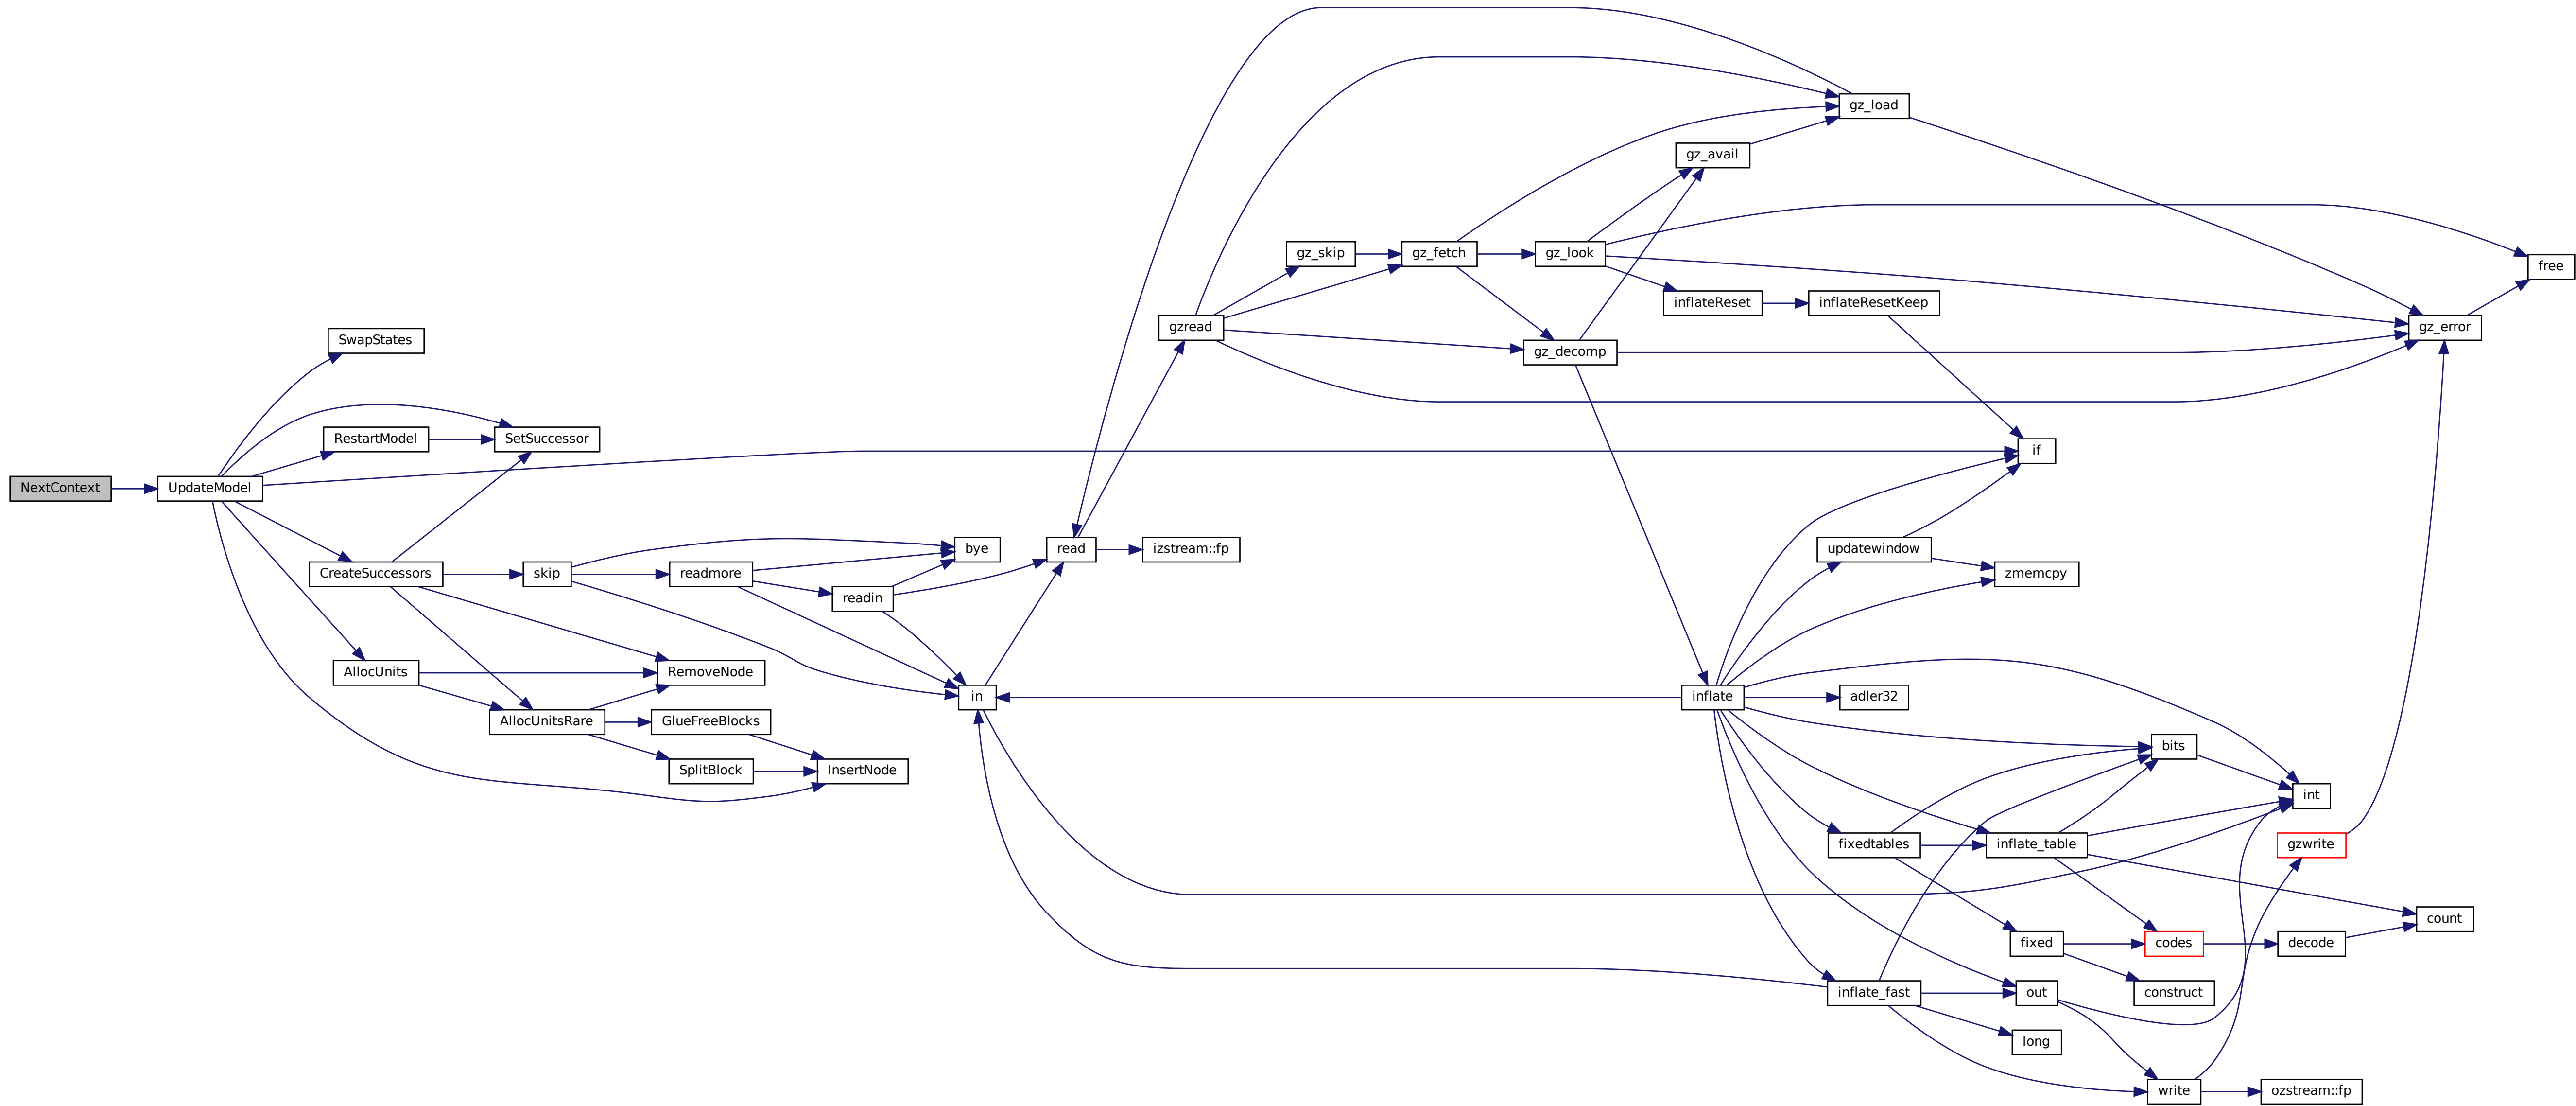 NextContext
UpdateModel
SwapStates
RestartModel
SetSuccessor
CreateSuccessors
AllocUnits
skip
AllocUnitsRare
readmore
RemoveNode
GlueFreeBlocks
SplitBlock
InsertNode
readin
bye
in
read
izstream::fp
gzread
gz_skip
gz_fetch
gz_look
gz_decomp
gz_avail
inflateReset
inflateResetKeep
gz_load
gz_error
free
if
updatewindow
zmemcpy
inflate
adler32
bits
int
fixedtables
inflate_table
gzwrite
count
fixed
codes
decode
construct
inflate_fast
out
long
write
ozstream::fp